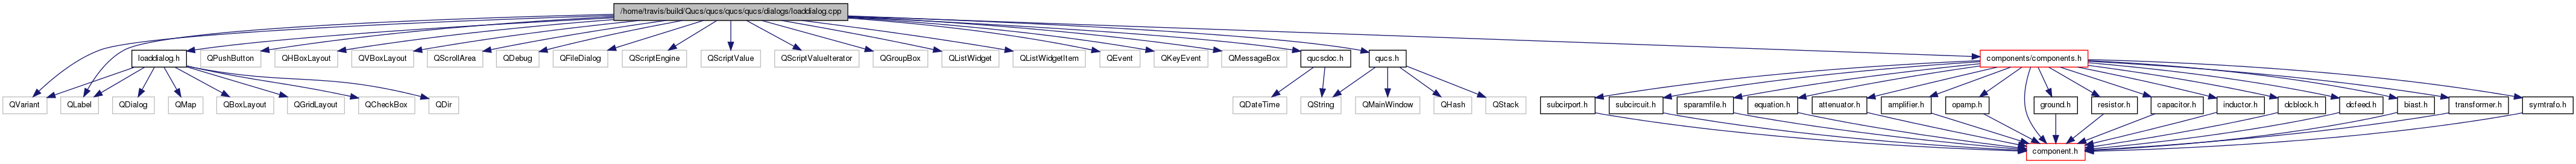 /home/travis/build/Qucs/qucs/qucs/qucs/dialogs/loaddialog.cpp
loaddialog.h
QPushButton
QHBoxLayout
QVBoxLayout
QScrollArea
QDebug
QFileDialog
QScriptEngine
QScriptValue
QScriptValueIterator
QGroupBox
QListWidget
QListWidgetItem
QEvent
QKeyEvent
QMessageBox
qucsdoc.h
qucs.h
components/components.h
QVariant
QLabel
QDialog
QMap
QBoxLayout
QGridLayout
QCheckBox
QDir
QDateTime
QString
QMainWindow
QHash
QStack
subcirport.h
subcircuit.h
sparamfile.h
equation.h
attenuator.h
amplifier.h
opamp.h
ground.h
resistor.h
capacitor.h
inductor.h
dcblock.h
dcfeed.h
biast.h
transformer.h
symtrafo.h
component.h